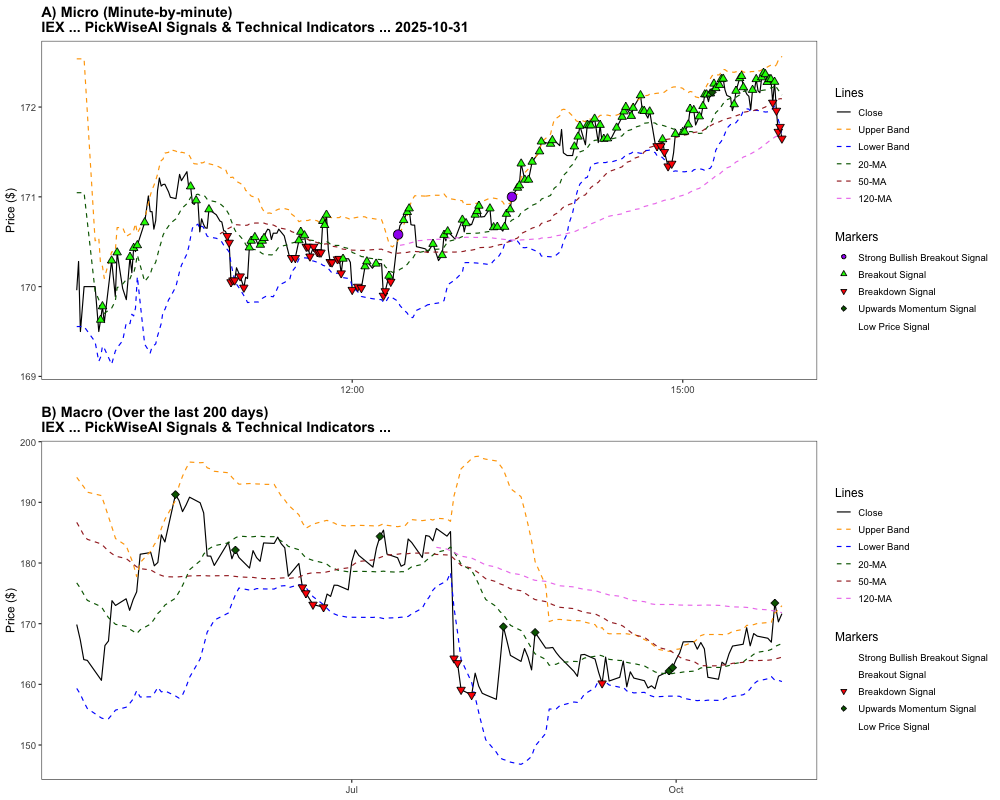 A) Micro (Minute-by-minute)
IEX ... PickWiseAI Signals & Technical Indicators ... 2025-10-31
Price ($)
172
171
170
169
12:00
15:00
Lines
Close
Upper Band
Lower Band
20-MA
50-MA
120-MA
Markers
Strong Bullish Breakout Signal
Breakout Signal
Breakdown Signal
Upwards Momentum Signal
Low Price Signal
B) Macro (Over the last 200 days)
IEX ... PickWiseAI Signals & Technical Indicators ...
Price ($)
200
190
180
170
160
150
Jul
Oct
Lines
Close
Upper Band
Lower Band
20-MA
50-MA
120-MA
Markers
Strong Bullish Breakout Signal
Breakout Signal
Breakdown Signal
Upwards Momentum Signal
Low Price Signal